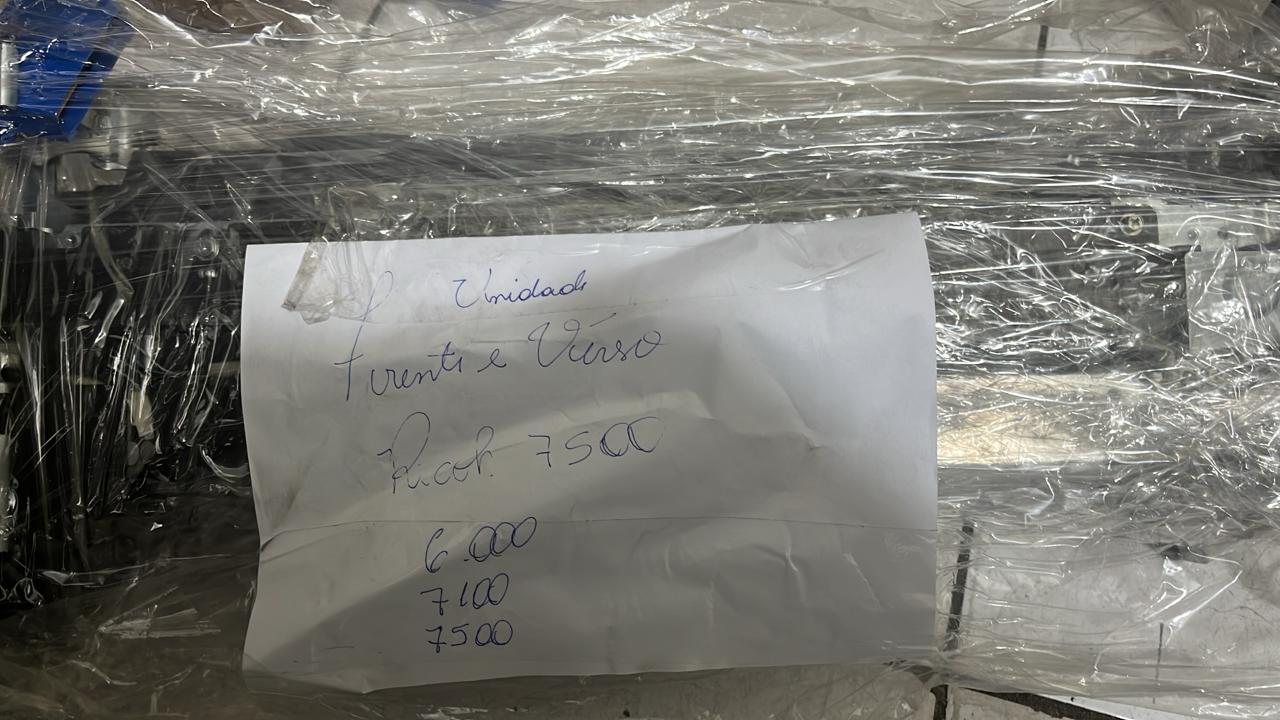 Unidade
Frente e Verso
Ricoh 7500
6.000
7100
7500